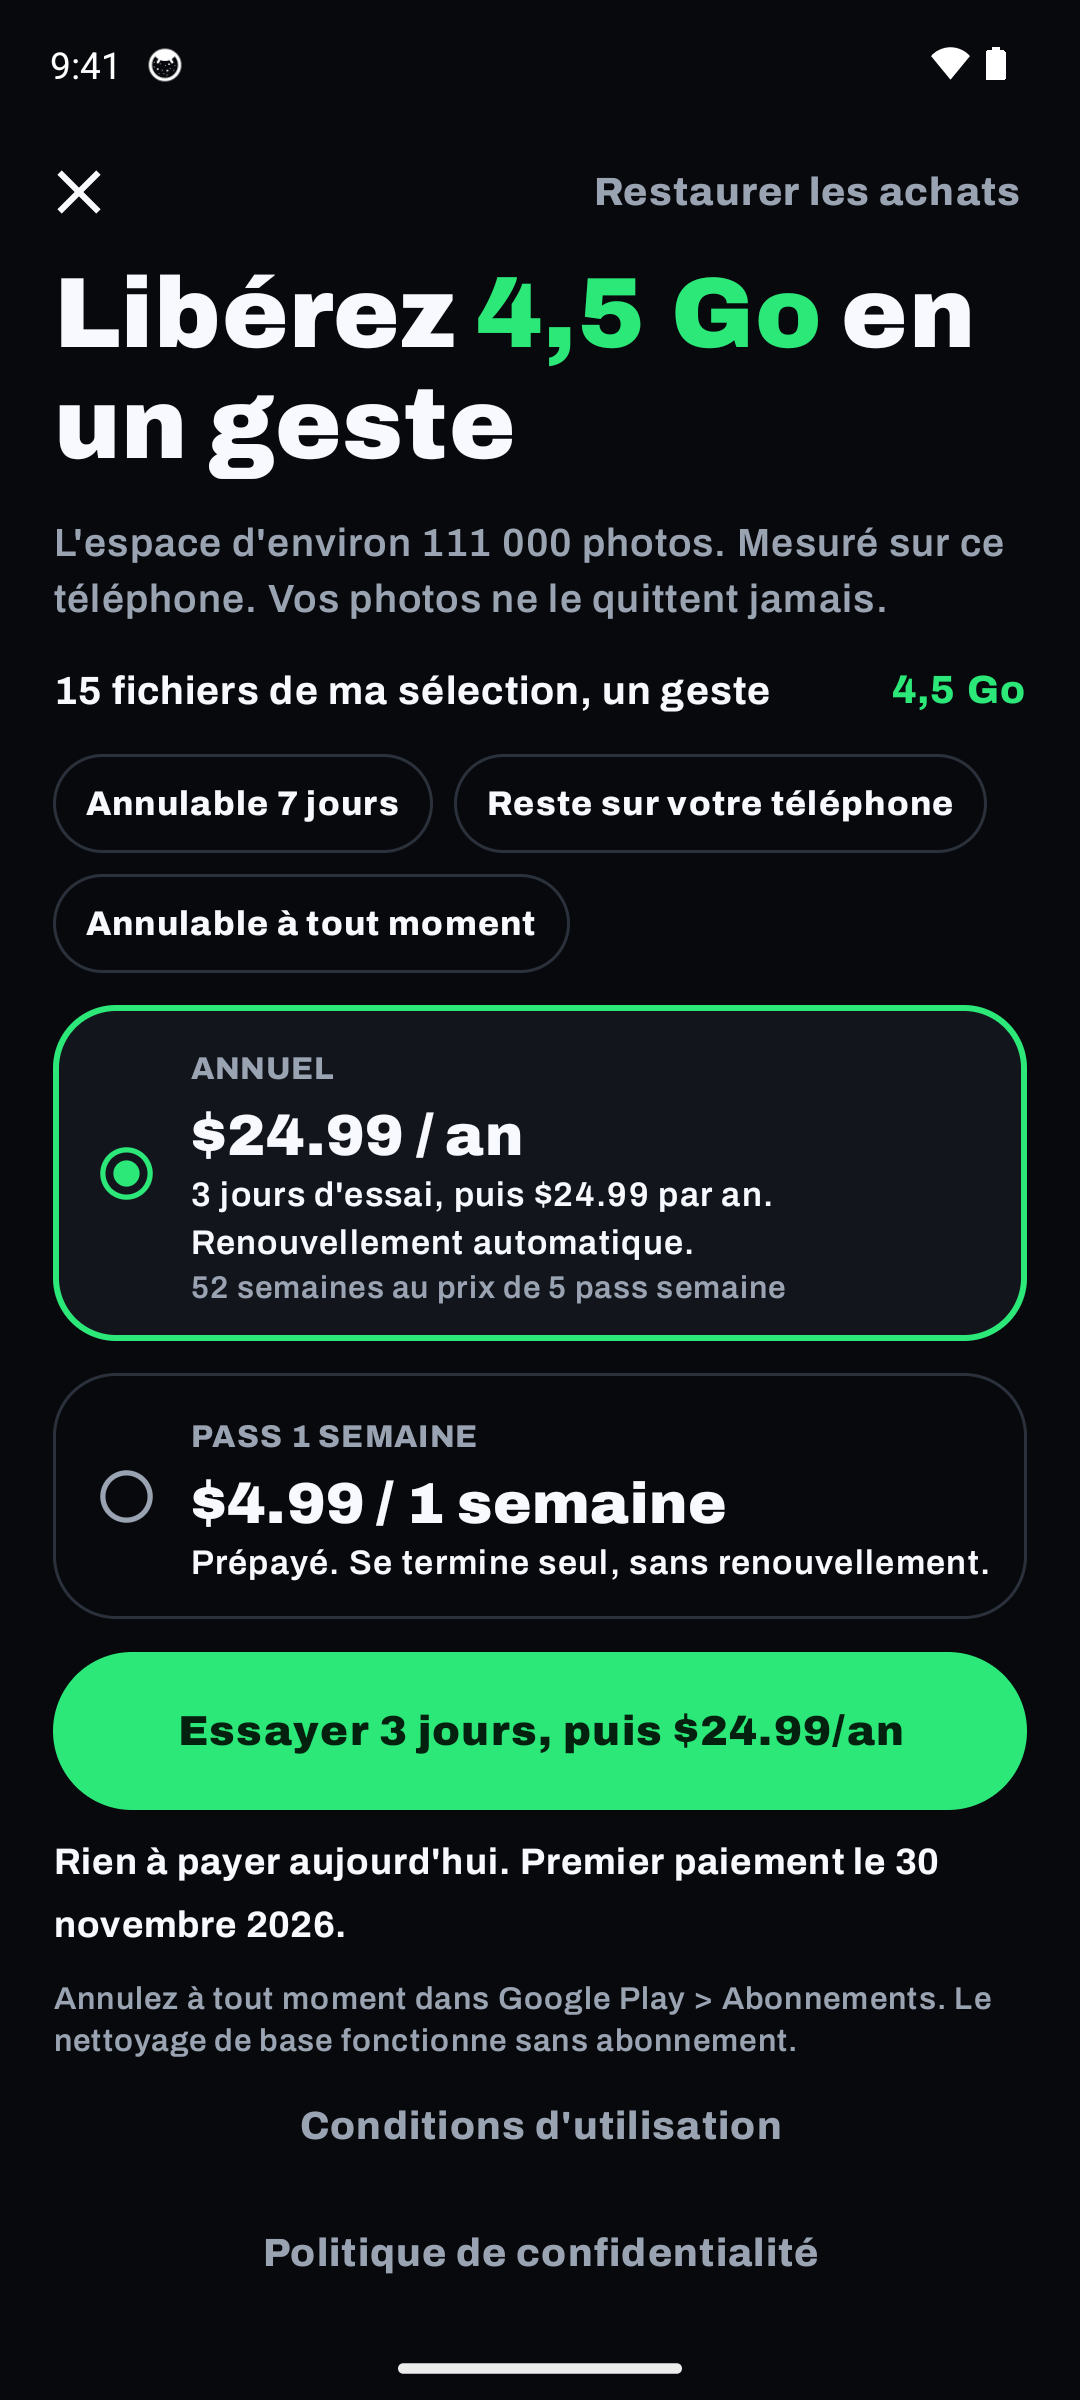 9:41
Restaurer les achats
Libérez 4,5 Go en
un geste
L'espace d'environ 111 000 photos. Mesuré sur ce
téléphone. Vos photos ne le quittent jamais.
15 fichiers de ma sélection, un geste 4,5 Go
Annulable 7 jours
Reste sur votre téléphone
Annulable à tout moment
ANNUEL
$24.99 / an
3 jours d'essai, puis $24.99 par an.
Renouvellement automatique.
52 semaines au prix de 5 pass semaine
PASS 1 SEMAINE
$4.99 / 1 semaine
Prépayé. Se termine seul, sans renouvellement.
Essayer 3 jours, puis $24.99/an
Rien à payer aujourd'hui. Premier paiement le 30
novembre 2026.
Annulez à tout moment dans Google Play > Abonnements. Le
nettoyage de base fonctionne sans abonnement.
Conditions d'utilisation
Politique de confidentialité